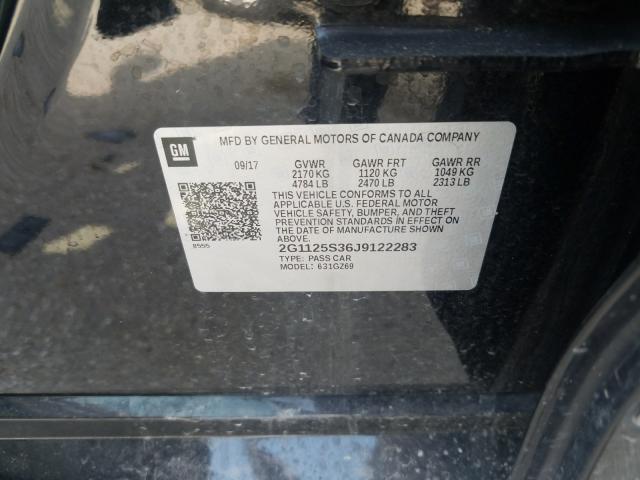 GM
MFD BY GENERAL MOTORS OF CANADA COMPANY
09/17 GVWR GAWR FRT GAWR RR
2170 KG 1120 KG 1049 KG
4784 LB 2470 LB 2313 LB
THIS VEHICLE CONFORMS TO ALL
APPLICABLE U.S. FEDERAL MOTOR
VEHICLE SAFETY, BUMPER, AND THEFT
PREVENTION STANDARDS IN EFFECT ON
THE DATE OF MANUFACTURE SHOWN
ABOVE.
8555 2G1125S36J9122283
TYPE: PASS CAR
MODEL: 631GZ69